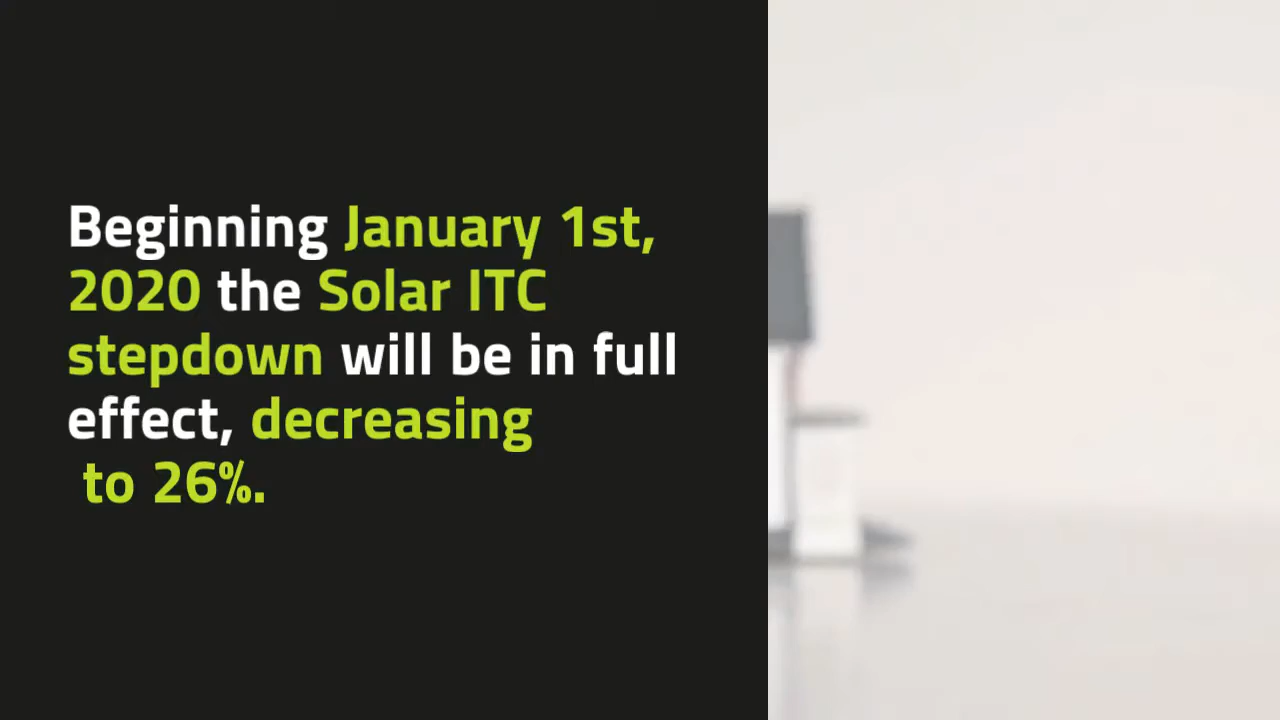 Beginning January 1st,
2020 the Solar ITC
stepdown will be in full
effect, decreasing
to 26%.